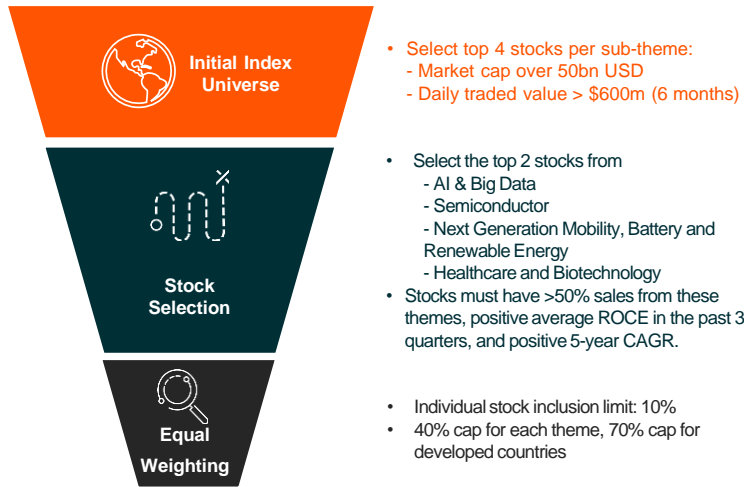 Initial Index
Universe
• Select top 4 stocks per sub-theme:
- Market cap over 50bn USD
- Daily traded value > $600m (6 months)
Stock
Selection
• Select the top 2 stocks from
- AI & Big Data
- Semiconductor
- Next Generation Mobility, Battery and
Renewable Energy
- Healthcare and Biotechnology
• Stocks must have >50% sales from these
themes, positive average ROCE in the past 3
quarters, and positive 5-year CAGR.
Equal
Weighting
• Individual stock inclusion limit: 10%
• 40% cap for each theme, 70% cap for
developed countries